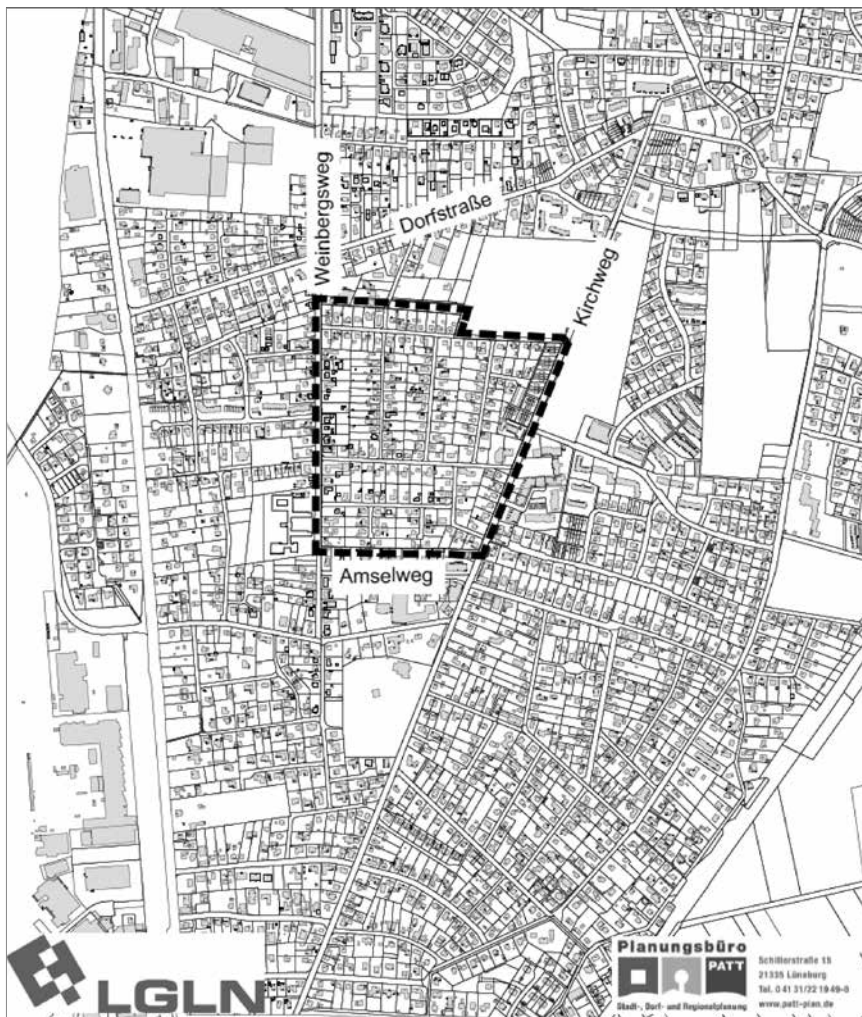 Weinbergsweg
Dorfstraße
Kirchweg
Amselweg
LGLN
Planungsbüro
PATT
Stadt-, Dorf- und Regionalplanung
Schillerstraße 15
21335 Lüneburg
Tel. 0 41 31/22 19 49-0
www.patt-plan.de